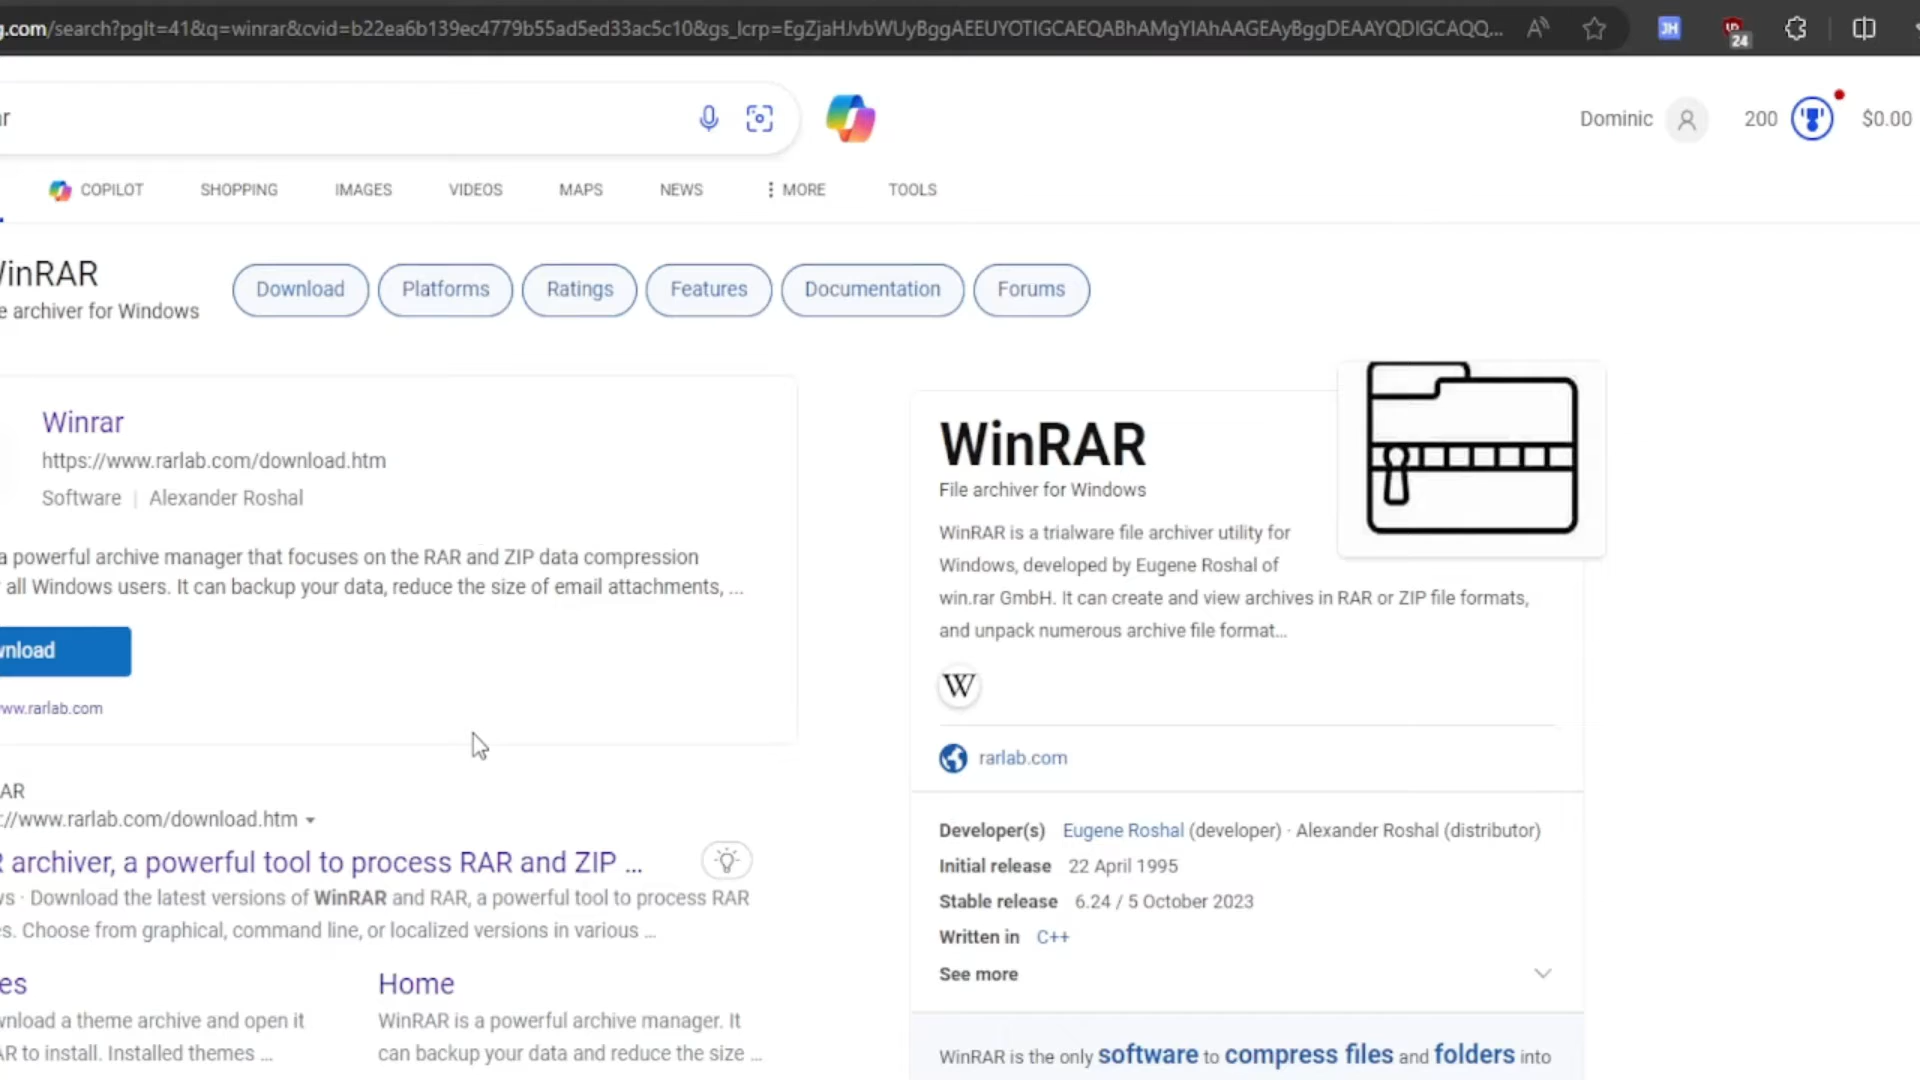 g.com/search?pglt=41&q=winrar&cvid=b22ea6b139ec4779b55ad5ed33ac5c10&gs_lcrp=EgZjaHJvbWUyBggAEEUYOTIGCAEQABhAMgYIAhAAGEAyBggDEAAYQDIGCAQQ...
JH
24
r
Dominic
200
$0.00
COPILOT
SHOPPING
IMAGES
VIDEOS
MAPS
NEWS
MORE
TOOLS
inRAR
e archiver for Windows
Download
Platforms
Ratings
Features
Documentation
Forums
Winrar
https://www.rarlab.com/download.htm
Software | Alexander Roshal
a powerful archive manager that focuses on the RAR and ZIP data compression
all Windows users. It can backup your data, reduce the size of email attachments, ...
nload
ww.rarlab.com
AR
://www.rarlab.com/download.htm
R archiver, a powerful tool to process RAR and ZIP ...
ws · Download the latest versions of WinRAR and RAR, a powerful tool to process RAR
s. Choose from graphical, command line, or localized versions in various ...
es
wnload a theme archive and open it
AR to install. Installed themes ...
Home
WinRAR is a powerful archive manager. It
can backup your data and reduce the size ...
WinRAR
File archiver for Windows
WinRAR is a trialware file archiver utility for
Windows, developed by Eugene Roshal of
win.rar GmbH. It can create and view archives in RAR or ZIP file formats,
and unpack numerous archive file format...
W
rarlab.com
Developer(s) Eugene Roshal (developer) · Alexander Roshal (distributor)
Initial release 22 April 1995
Stable release 6.24 / 5 October 2023
Written in C++
See more
WinRAR is the only software to compress files and folders into